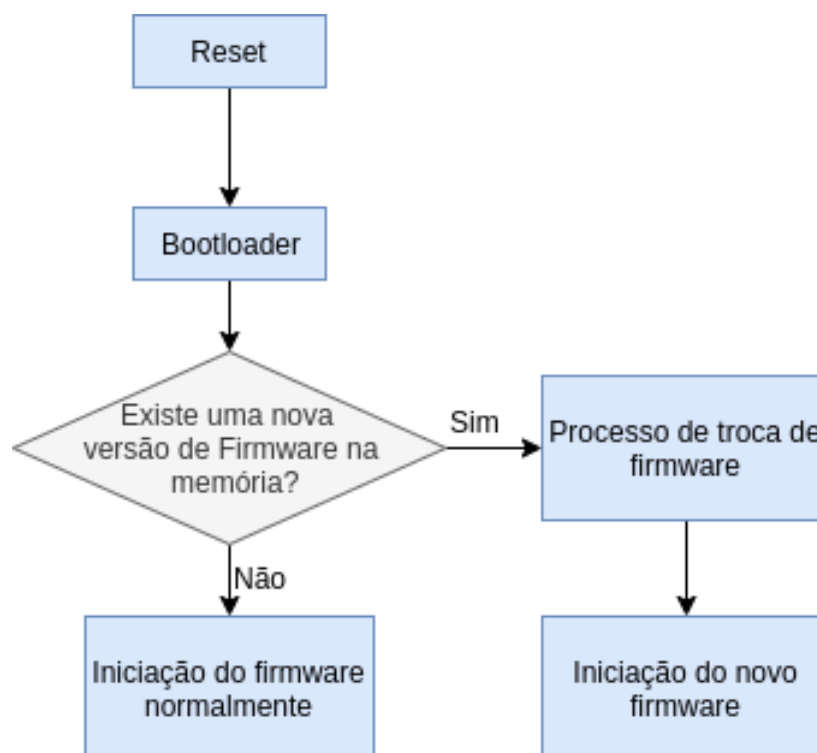 Reset
Bootloader
Existe uma nova
versão de Firmware na
memória?
Sim
Processo de troca de
firmware
Não
Iniciação do firmware
normalmente
Iniciação do novo
firmware